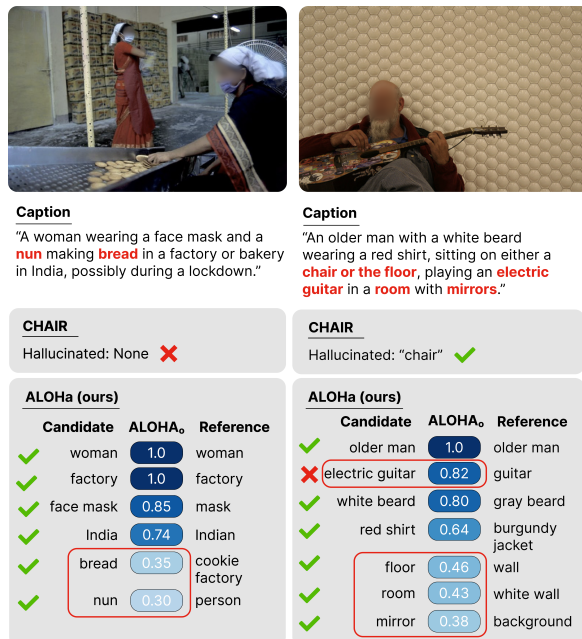 Caption
“A woman wearing a face mask and a
nun making bread in a factory or bakery
in India, possibly during a lockdown.”
CHAIR
Hallucinated: None
ALOHa (ours)
Candidate ALOHAₒ Reference
woman 1.0 woman
factory 1.0 factory
face mask 0.85 mask
India 0.74 Indian
bread 0.35 cookie
factory
nun 0.30 person
Caption
“An older man with a white beard
wearing a red shirt, sitting on either a
chair or the floor, playing an electric
guitar in a room with mirrors.”
CHAIR
Hallucinated: “chair”
ALOHa (ours)
Candidate ALOHAₒ Reference
older man 1.0 older man
electric guitar 0.82 guitar
white beard 0.80 gray beard
red shirt 0.64 burgundy
jacket
floor 0.46 wall
room 0.43 white wall
mirror 0.38 background